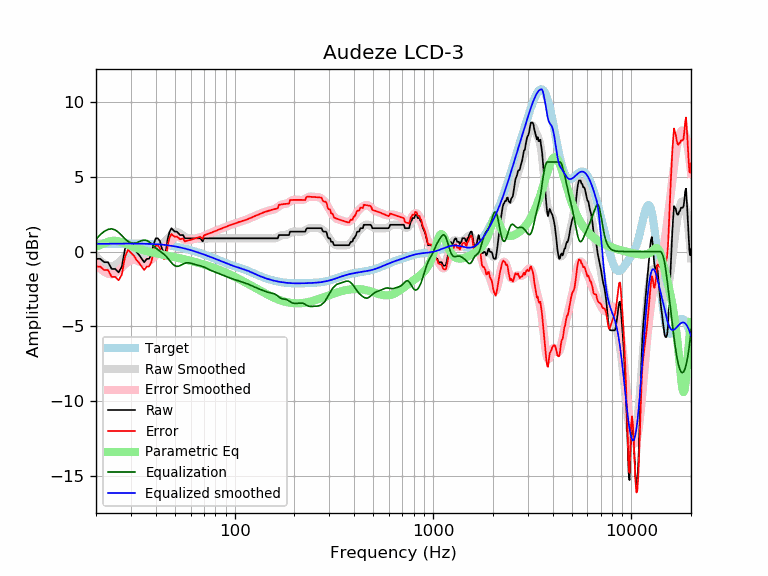 Audeze LCD-3
Amplitude (dBr)
10
5
0
−5
−10
−15
Target
Raw Smoothed
Error Smoothed
Raw
Error
Parametric Eq
Equalization
Equalized smoothed
100
1000
10000
Frequency (Hz)